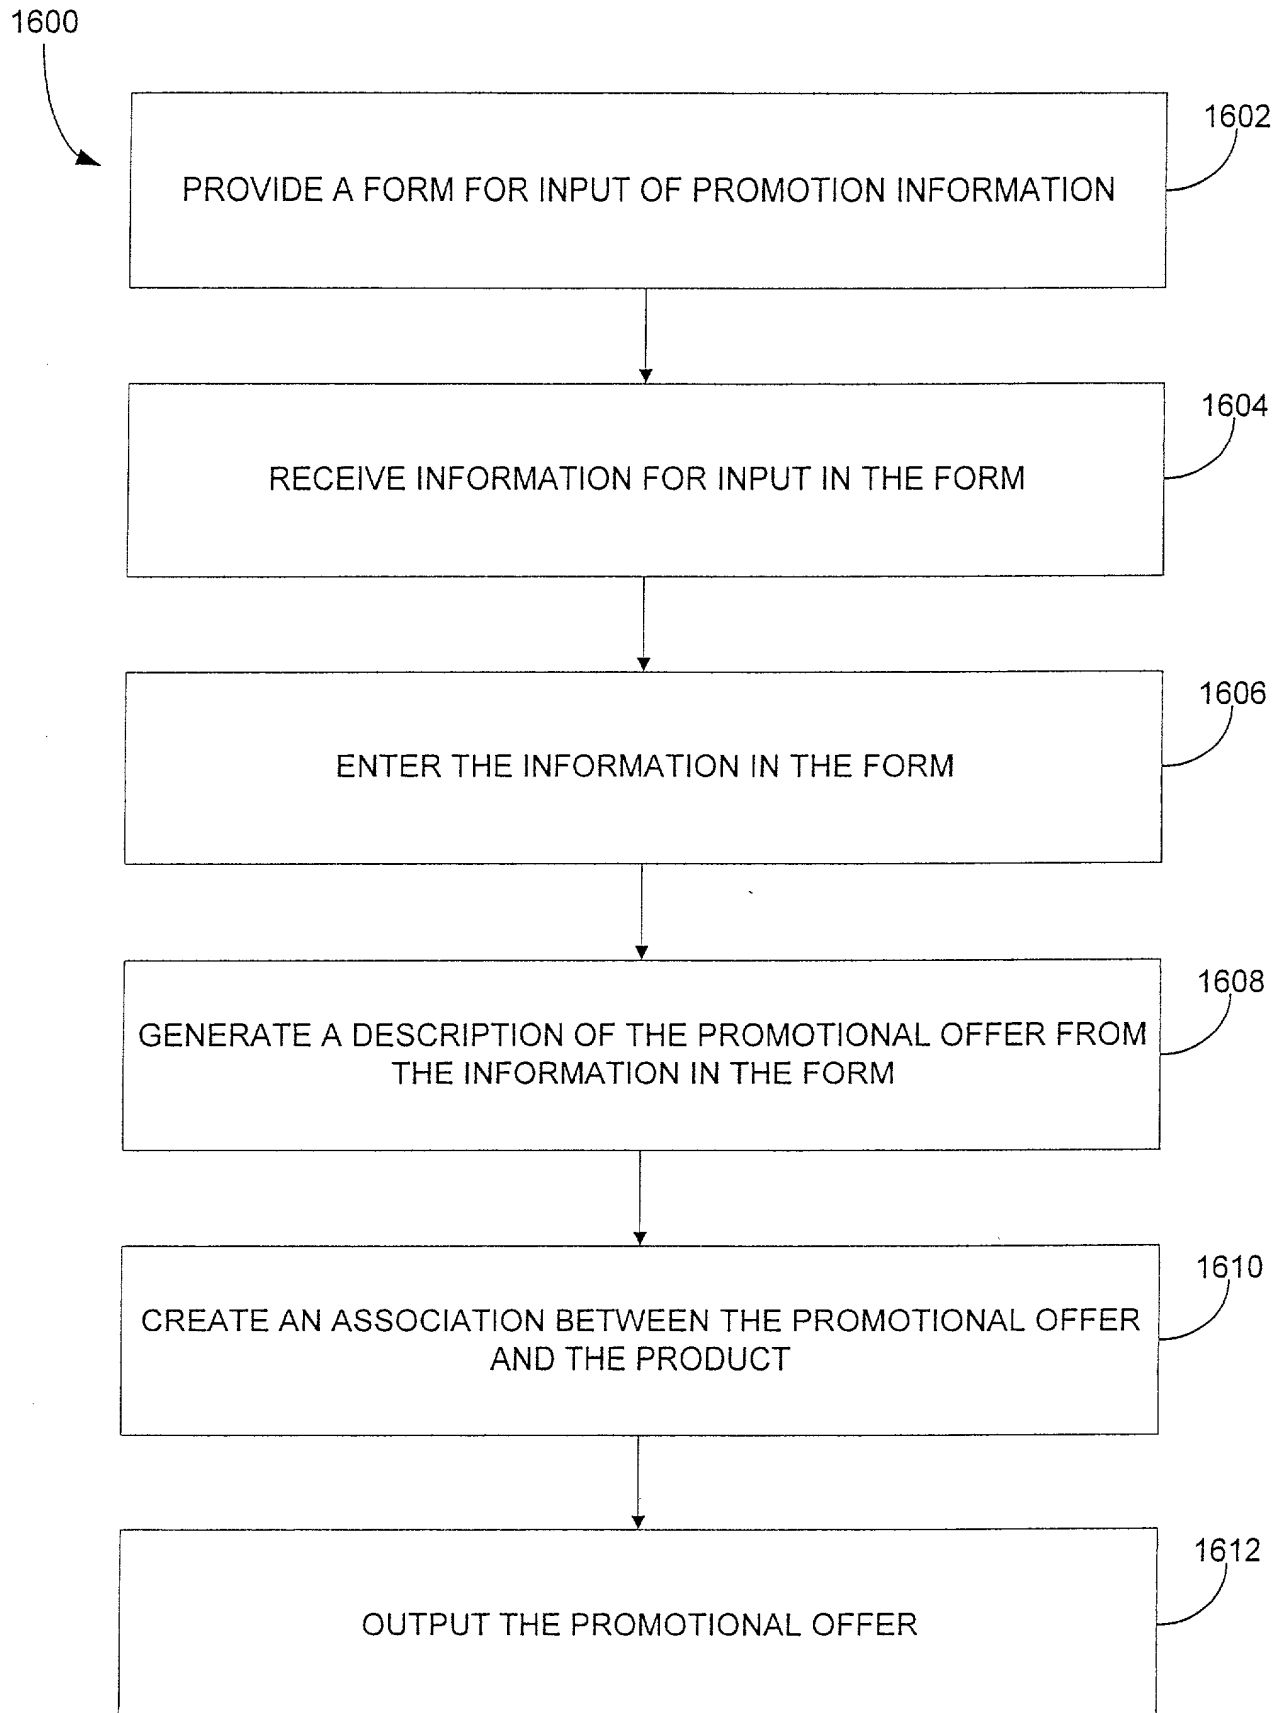 1600
1602
PROVIDE A FORM FOR INPUT OF PROMOTION INFORMATION
1604
RECEIVE INFORMATION FOR INPUT IN THE FORM
1606
ENTER THE INFORMATION IN THE FORM
1608
GENERATE A DESCRIPTION OF THE PROMOTIONAL OFFER FROM
THE INFORMATION IN THE FORM
1610
CREATE AN ASSOCIATION BETWEEN THE PROMOTIONAL OFFER
AND THE PRODUCT
1612
OUTPUT THE PROMOTIONAL OFFER